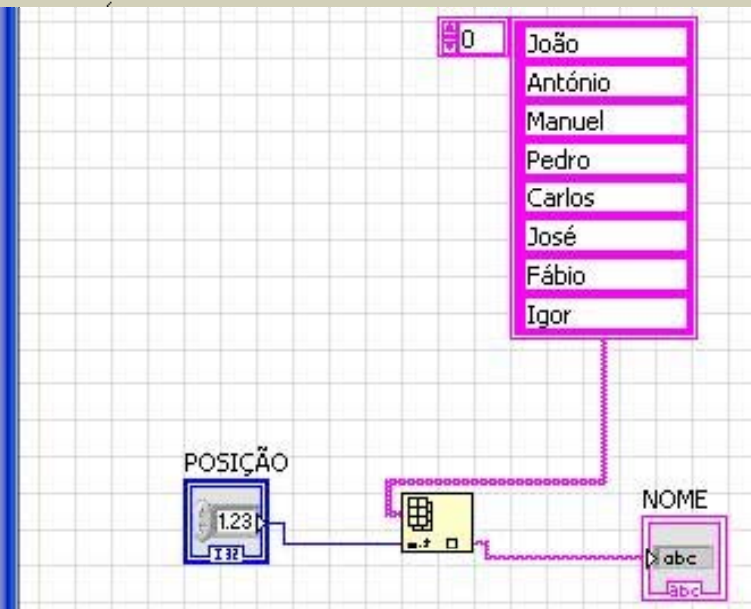 0
João
António
Manuel
Pedro
Carlos
José
Fábio
Igor
POSIÇÃO
1.23
I32
NOME
abc
abc